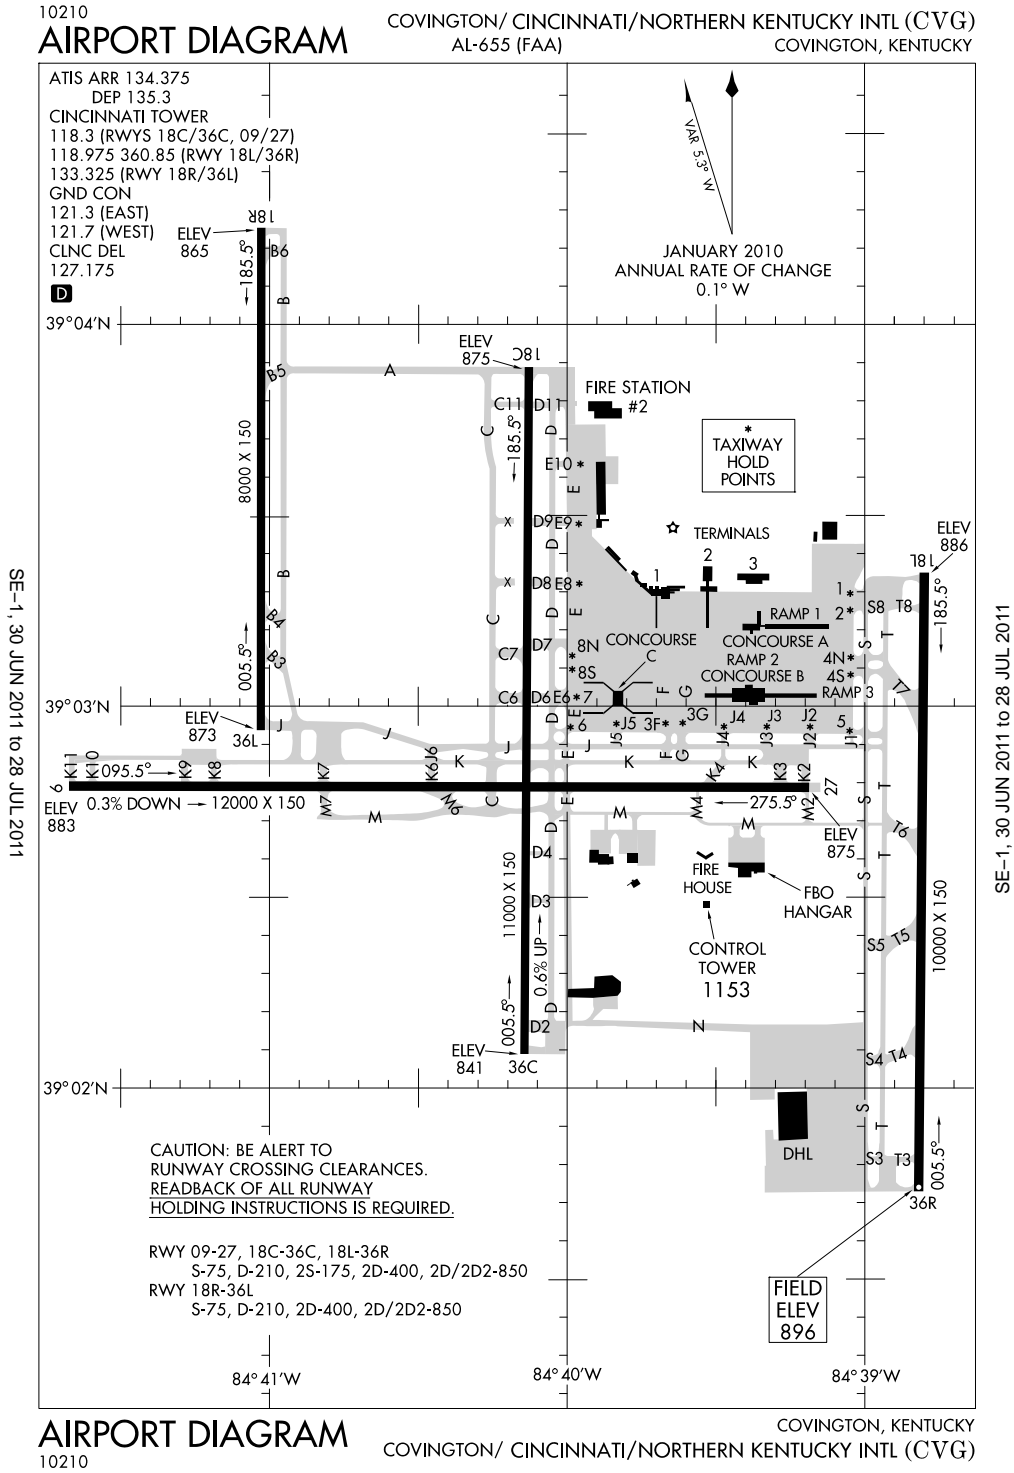 10210
AIRPORT DIAGRAM
COVINGTON/ CINCINNATI/NORTHERN KENTUCKY INTL (CVG)
AL-655 (FAA)
COVINGTON, KENTUCKY
ATIS ARR 134.375
DEP 135.3
CINCINNATI TOWER
118.3 (RWYS 18C/36C, 09/27)
118.975 360.85 (RWY 18L/36R)
133.325 (RWY 18R/36L)
GND CON
121.3 (EAST)
121.7 (WEST)
CLNC DEL
127.175
D
VAR 5.3° W
JANUARY 2010
ANNUAL RATE OF CHANGE
0.1° W
18R
ELEV
865
185.5°
B6
B
39°04'N
ELEV
875
18C
B5
A
C11
D11
C
D
185.5°
FIRE STATION
#2
*
TAXIWAY
HOLD
POINTS
8000 X 150
E10 *
E
X
D9 E9 *
D
TERMINALS
ELEV
886
18L
B
X
D8 E8 *
1
2
3
1
*
2
*
S8
T8
185.5°
B4
C
D
E
RAMP 1
CONCOURSE
CONCOURSE A
S
T
005.5°
B3
C7
D7
8N
*
*
8S
C
RAMP 2
CONCOURSE B
4N *
4S *
T7
C6
D6 E6 * 7
F
G
RAMP 3
39°03'N
ELEV
873
36L
J
J
J
D
E
* 6
J
J5
* J5
3F *
* 3G
J4
J4 *
J3
J3 *
J2
J2 *
5
J1 *
F
G
K11
K10
095.5°
K9
K8
K7
K6
J6
K
K
K4
K
K3
K2
9
ELEV
883
0.3% DOWN
12000 X 150
M7
M
M6
C
E
M
M4
275.5°
M
M2
27
ELEV
875
S
T
T6
D
D4
11000 X 150
D3
FIRE
HOUSE
FBO
HANGAR
S
CONTROL
TOWER
1153
S5
T5
10000 X 150
0.6% UP
005.5°
D
D2
N
ELEV
841
36C
S4
T4
39°02'N
S
T
DHL
S3
T3
005.5°
36R
CAUTION: BE ALERT TO
RUNWAY CROSSING CLEARANCES.
READBACK OF ALL RUNWAY
HOLDING INSTRUCTIONS IS REQUIRED.
RWY 09-27, 18C-36C, 18L-36R
S-75, D-210, 2S-175, 2D-400, 2D/2D2-850
RWY 18R-36L
S-75, D-210, 2D-400, 2D/2D2-850
FIELD
ELEV
896
84°41'W
84°40'W
84°39'W
SE-1, 30 JUN 2011 to 28 JUL 2011
SE-1, 30 JUN 2011 to 28 JUL 2011
AIRPORT DIAGRAM
10210
COVINGTON, KENTUCKY
COVINGTON/ CINCINNATI/NORTHERN KENTUCKY INTL (CVG)